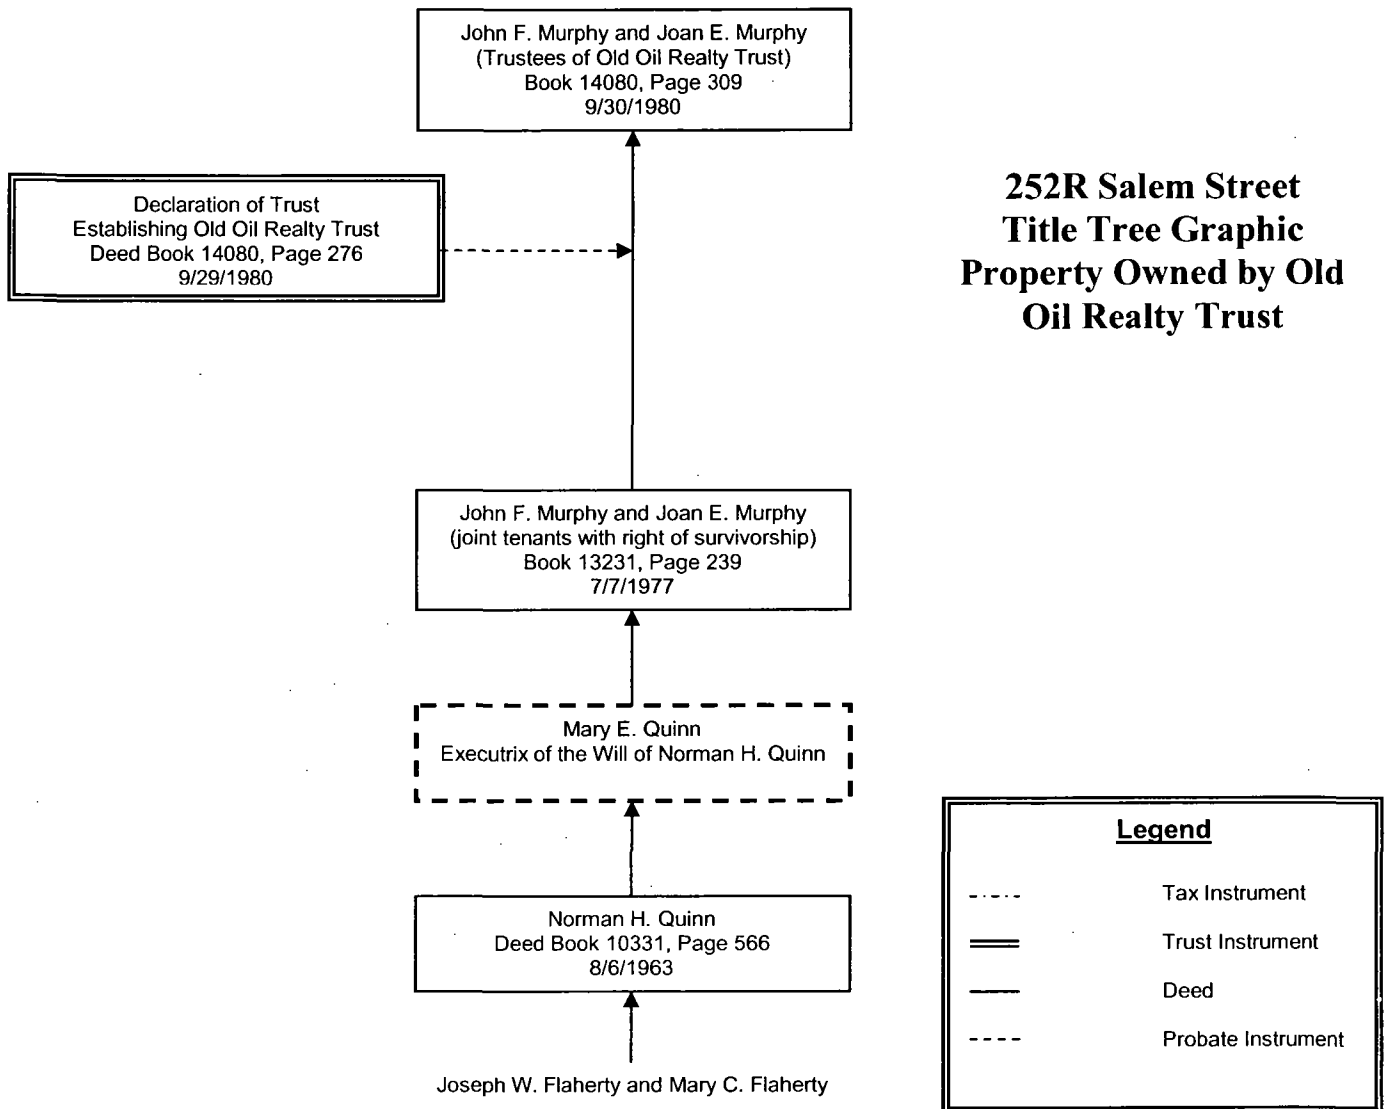 John F. Murphy and Joan E. Murphy
(Trustees of Old Oil Realty Trust)
Book 14080, Page 309
9/30/1980
Declaration of Trust
Establishing Old Oil Realty Trust
Deed Book 14080, Page 276
9/29/1980
252R Salem Street
Title Tree Graphic
Property Owned by Old
Oil Realty Trust
John F. Murphy and Joan E. Murphy
(joint tenants with right of survivorship)
Book 13231, Page 239
7/7/1977
Mary E. Quinn
Executrix of the Will of Norman H. Quinn
Norman H. Quinn
Deed Book 10331, Page 566
8/6/1963
Joseph W. Flaherty and Mary C. Flaherty
Legend
Tax Instrument
Trust Instrument
Deed
Probate Instrument